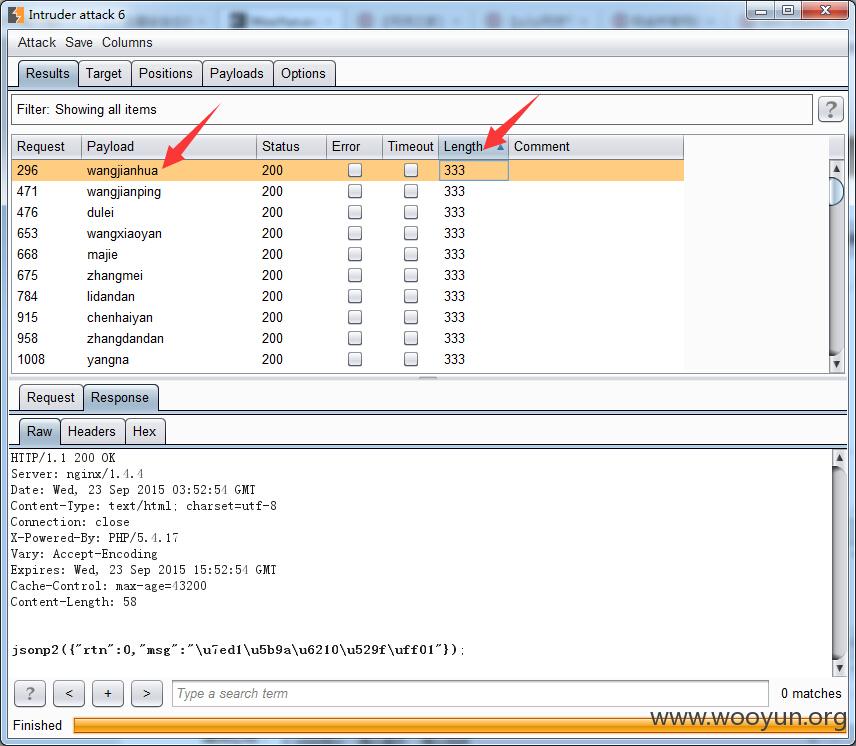 Intruder attack 6
Attack Save Columns
Results Target Positions Payloads Options
Filter: Showing all items ?
Request Payload Status Error Timeout Length Comment
296 wangjianhua 200 333
471 wangjianping 200 333
476 dulei 200 333
653 wangxiaoyan 200 333
668 majie 200 333
675 zhangmei 200 333
784 lidandan 200 333
915 chenhaiyan 200 333
958 zhangdandan 200 333
1008 yangna 200 333
Request Response
Raw Headers Hex
HTTP/1.1 200 OK
Server: nginx/1.4.4
Date: Wed, 23 Sep 2015 03:52:54 GMT
Content-Type: text/html; charset=utf-8
Connection: close
X-Powered-By: PHP/5.4.17
Vary: Accept-Encoding
Expires: Wed, 23 Sep 2015 15:52:54 GMT
Cache-Control: max-age=43200
Content-Length: 58
jsonp2({"rtn":0,"msg":"\u7ed1\u5b9a\u6210\u529f\uff01"});
? < + > Type a search term 0 matches
www.wooyun.org
Finished